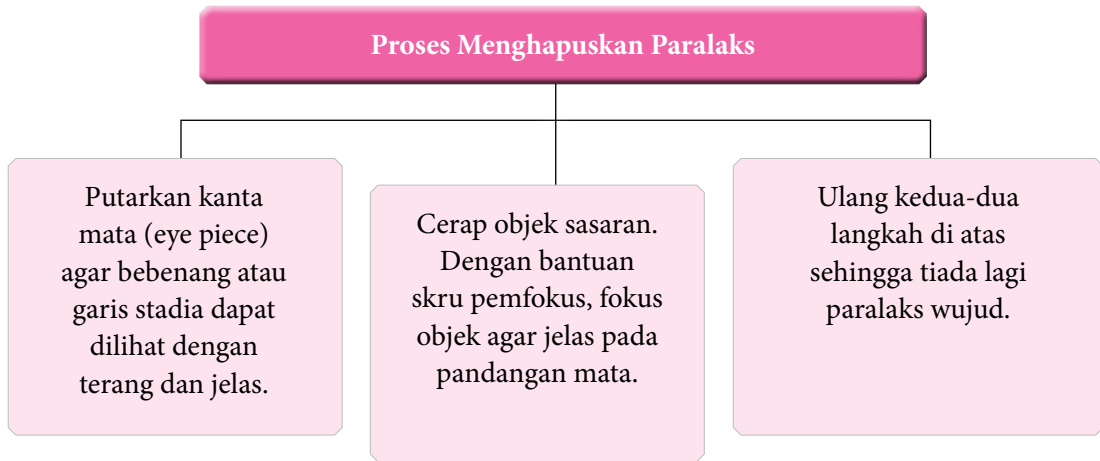 Proses Menghapuskan Paralaks
Putarkan kanta
mata (eye piece)
agar bebenang atau
garis stadia dapat
dilihat dengan
terang dan jelas.
Cerap objek sasaran.
Dengan bantuan
skru pemfokus, fokus
objek agar jelas pada
pandangan mata.
Ulang kedua-dua
langkah di atas
sehingga tiada lagi
paralaks wujud.